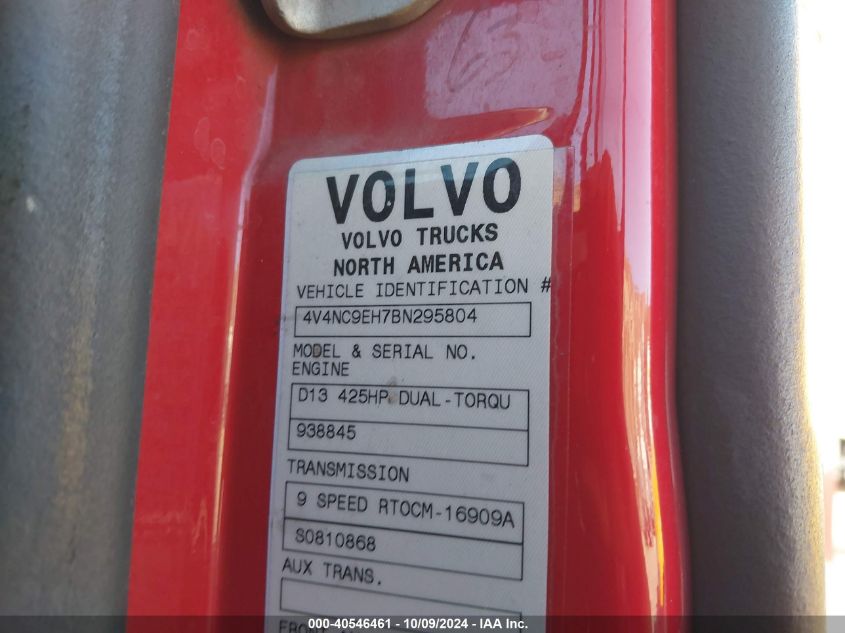 VOLVO
VOLVO TRUCKS
NORTH AMERICA
VEHICLE IDENTIFICATION #
4V4NC9EH7BN295804
MODEL & SERIAL NO.
ENGINE
D13 425HP DUAL-TORQU
938845
TRANSMISSION
9 SPEED RTOCM-16909A
S0810868
AUX TRANS.
FRONT
000-40546461 - 10/09/2024 - IAA Inc.